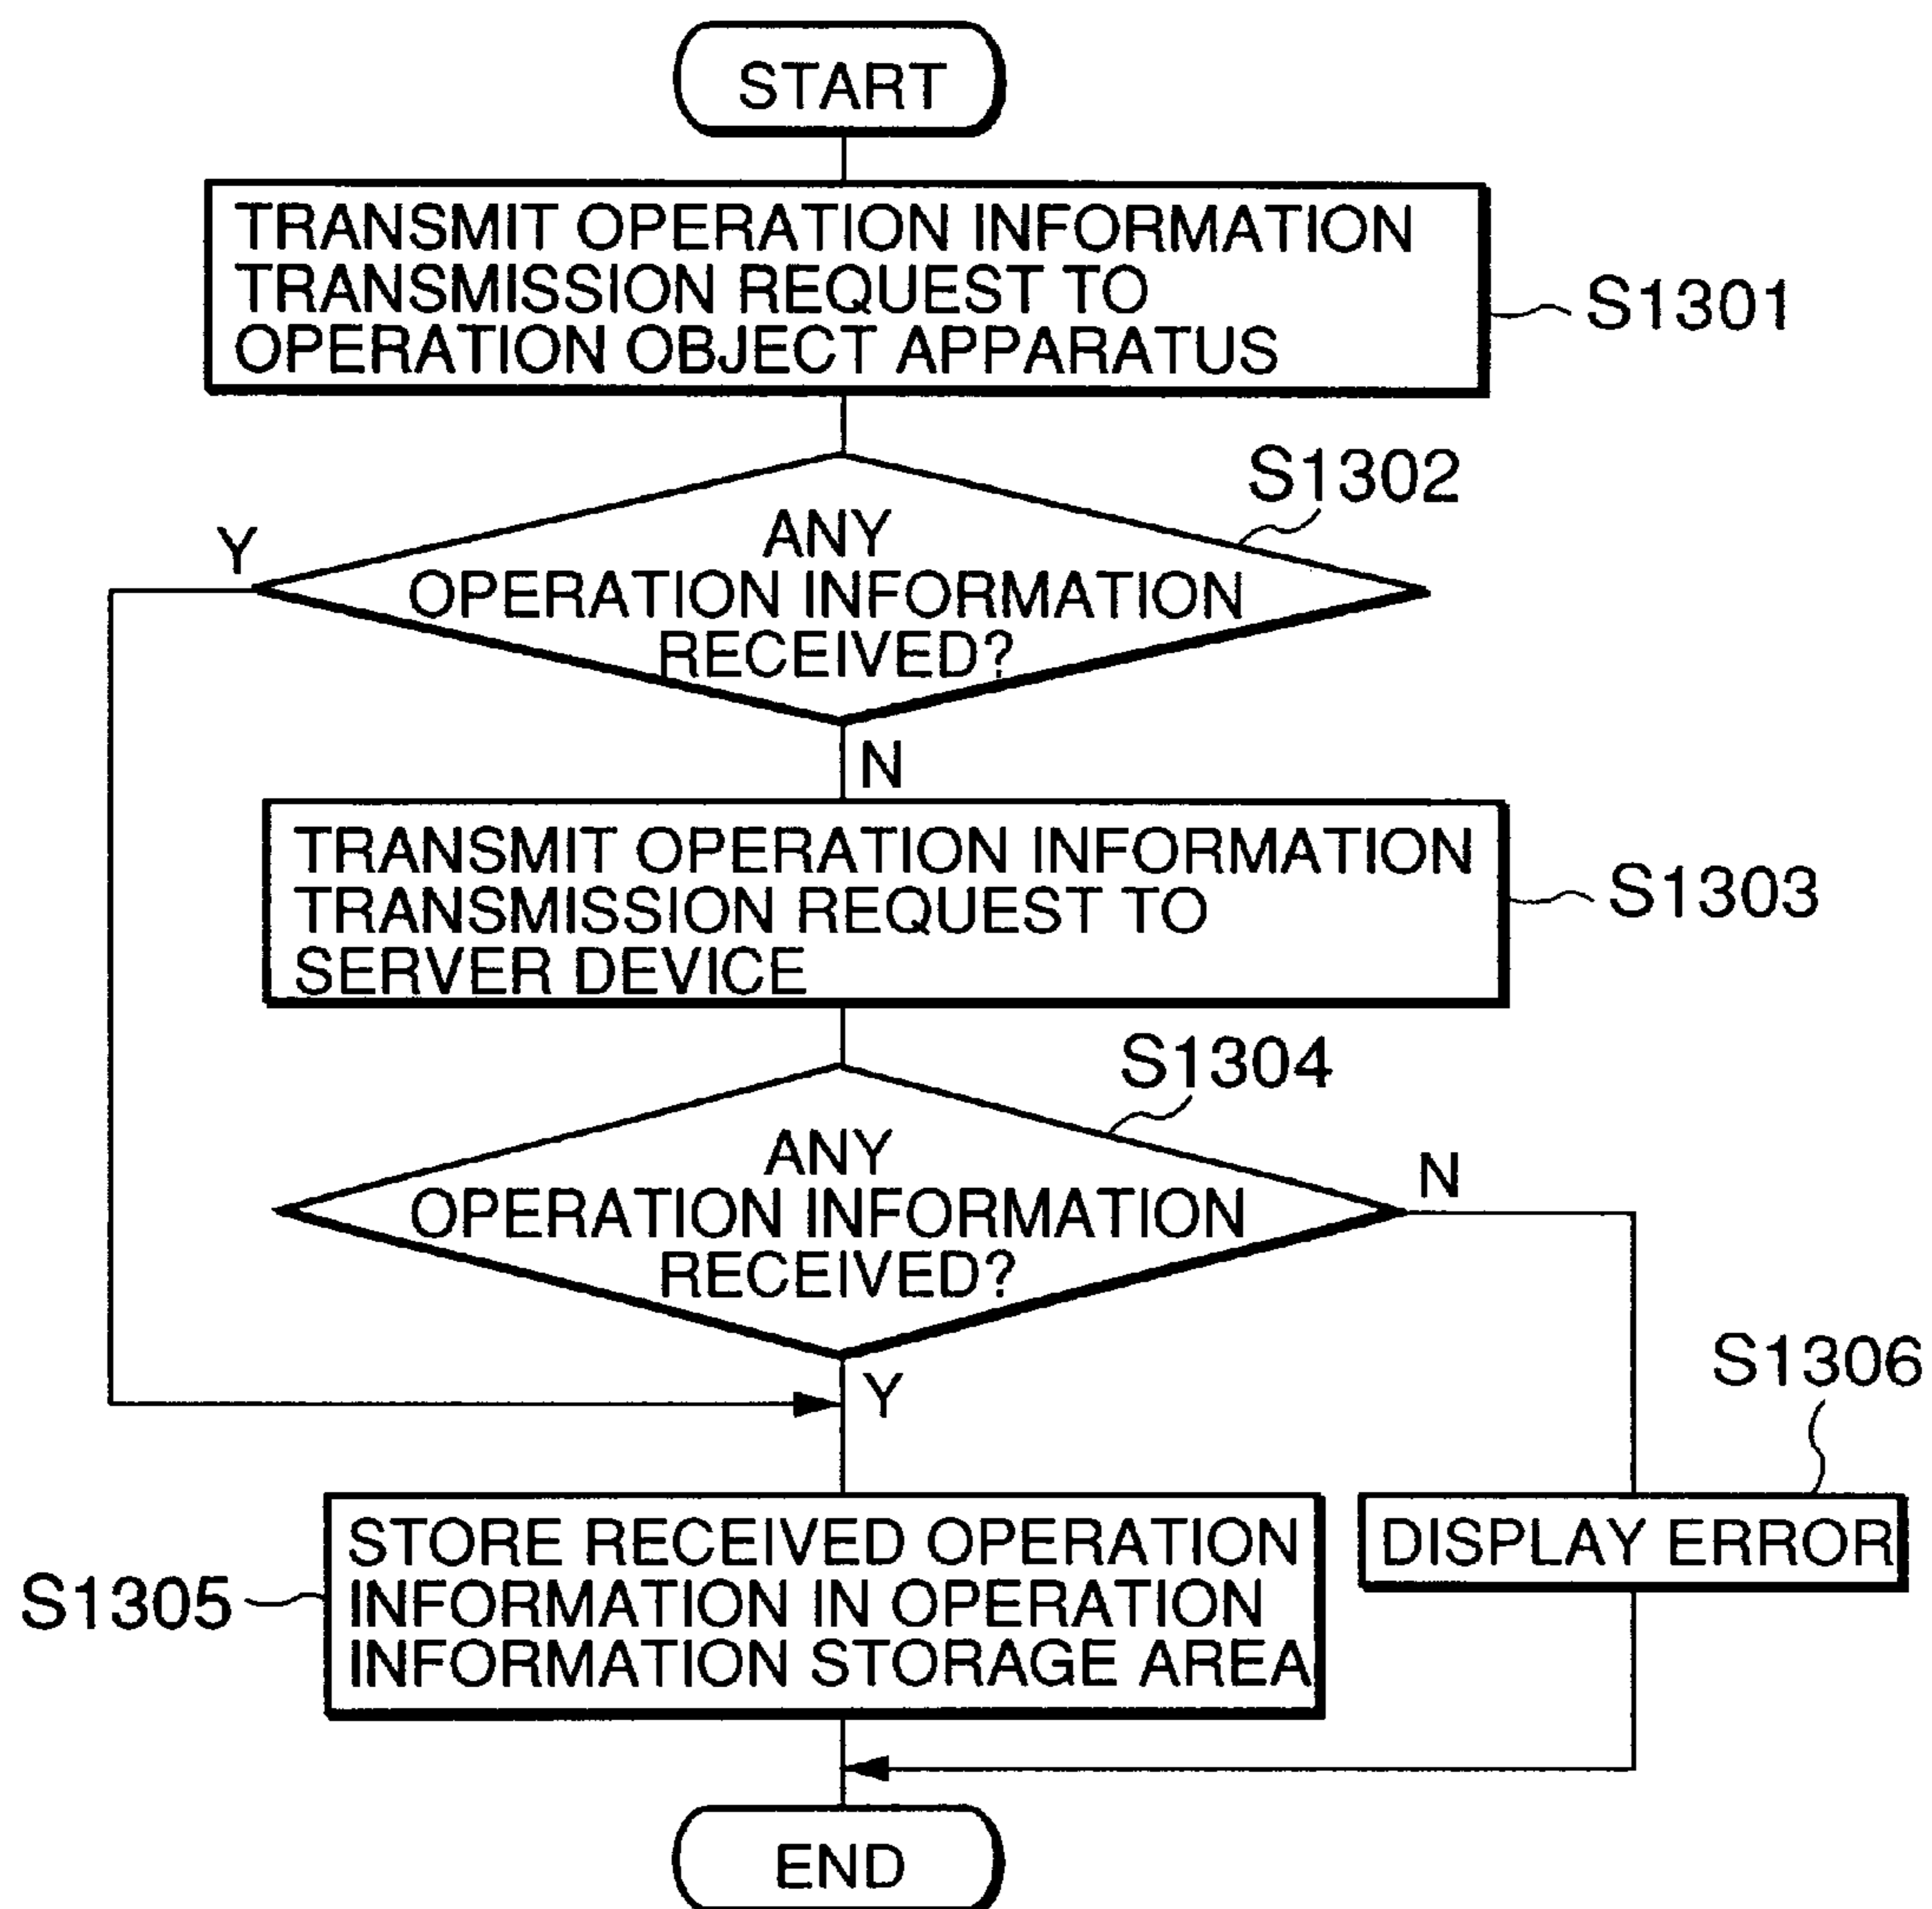 START
TRANSMIT OPERATION INFORMATION
TRANSMISSION REQUEST TO
OPERATION OBJECT APPARATUS
S1301
S1302
Y
ANY
OPERATION INFORMATION
RECEIVED?
N
TRANSMIT OPERATION INFORMATION
TRANSMISSION REQUEST TO
SERVER DEVICE
S1303
S1304
ANY
OPERATION INFORMATION
RECEIVED?
N
Y
S1306
STORE RECEIVED OPERATION
INFORMATION IN OPERATION
INFORMATION STORAGE AREA
S1305
DISPLAY ERROR
END